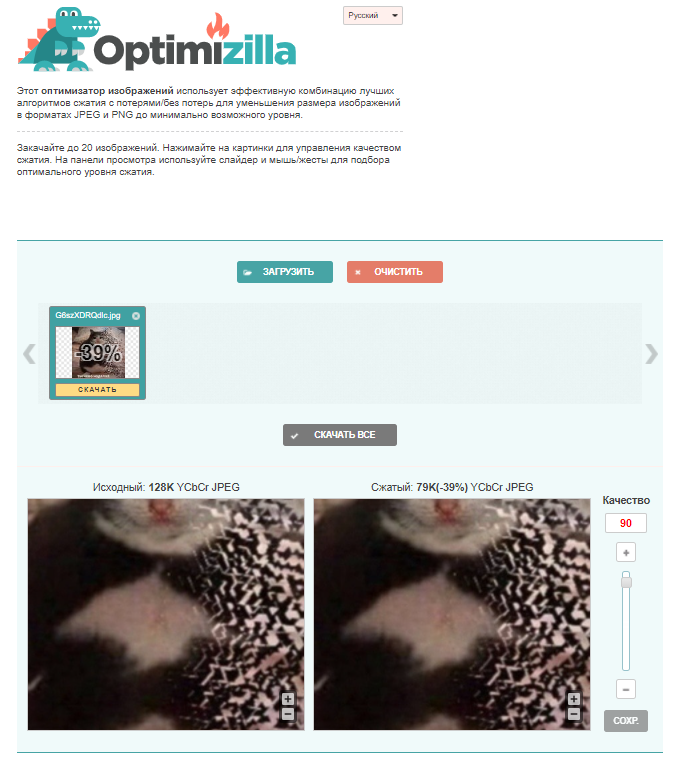 Русский
Optimizilla
Этот оптимизатор изображений использует эффективную комбинацию лучших
алгоритмов сжатия с потерями/без потерь для уменьшения размера изображений
в форматах JPEG и PNG до минимально возможного уровня.
Закачайте до 20 изображений. Нажимайте на картинки для управления качеством
сжатия. На панели просмотра используйте слайдер и мышь/жесты для подбора
оптимального уровня сжатия.
ЗАГРУЗИТЬ
ОЧИСТИТЬ
G6szXDRQdlc.jpg
-39%
СКАЧАТЬ
СКАЧАТЬ ВСЕ
Исходный: 128K YCbCr JPEG
Сжатый: 79K(-39%) YCbCr JPEG
Качество
90
СОХР.